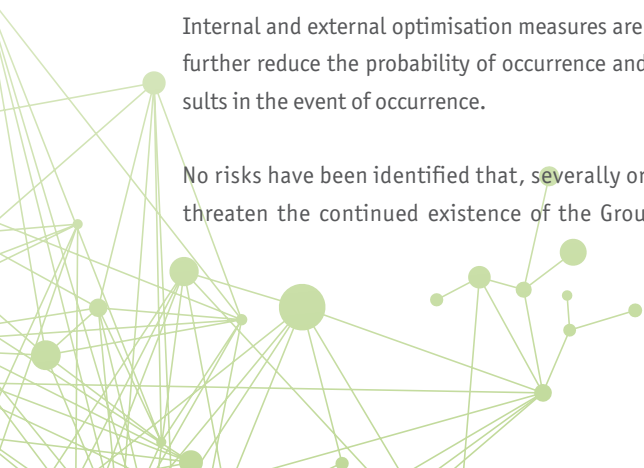 Internal and external optimisation measures are
further reduce the probability of occurrence and
sults in the event of occurrence.
No risks have been identified that, severally or
threaten the continued existence of the Grou